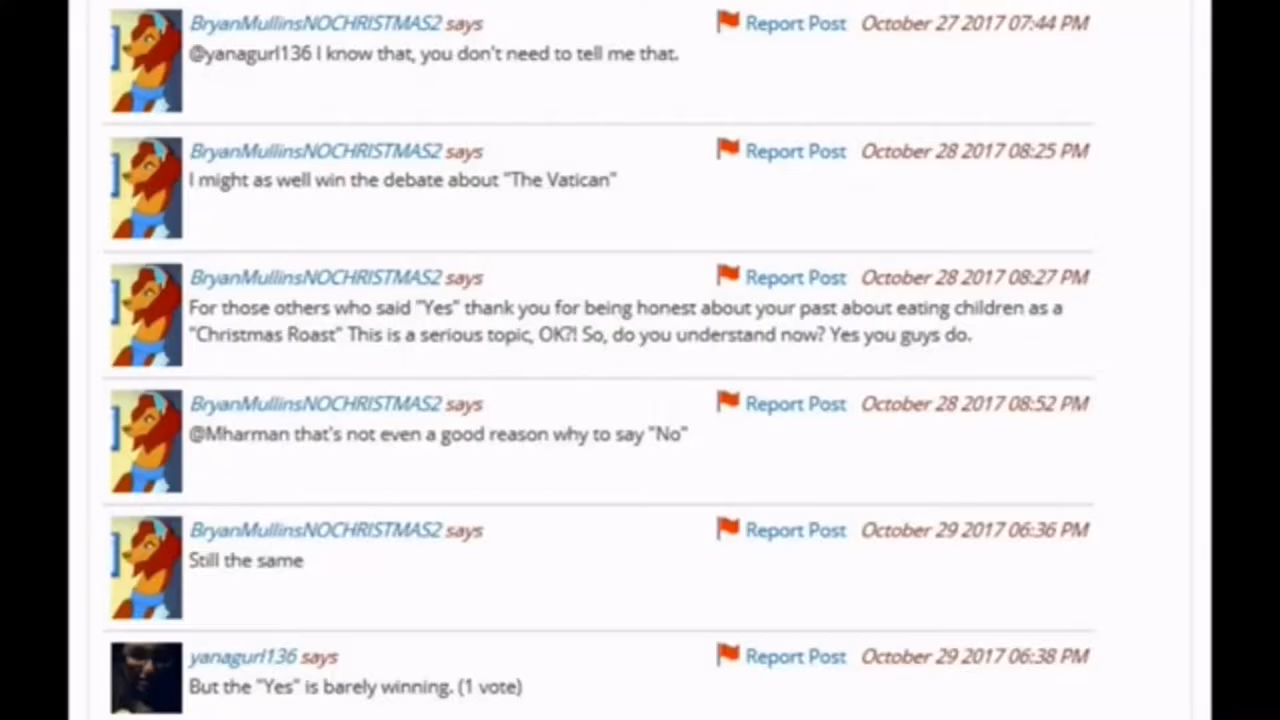 BryanMullinsNOCHRISTMAS2 says Report Post October 27 2017 07:44 PM
@yanagurl136 I know that, you don't need to tell me that.
BryanMullinsNOCHRISTMAS2 says Report Post October 28 2017 08:25 PM
I might as well win the debate about "The Vatican"
BryanMullinsNOCHRISTMAS2 says Report Post October 28 2017 08:27 PM
For those others who said "Yes" thank you for being honest about your past about eating children as a
"Christmas Roast" This is a serious topic, OK?! So, do you understand now? Yes you guys do.
BryanMullinsNOCHRISTMAS2 says Report Post October 28 2017 08:52 PM
@Mharman that's not even a good reason why to say "No"
BryanMullinsNOCHRISTMAS2 says Report Post October 29 2017 06:36 PM
Still the same
yanagurl136 says Report Post October 29 2017 06:38 PM
But the "Yes" is barely winning. (1 vote)